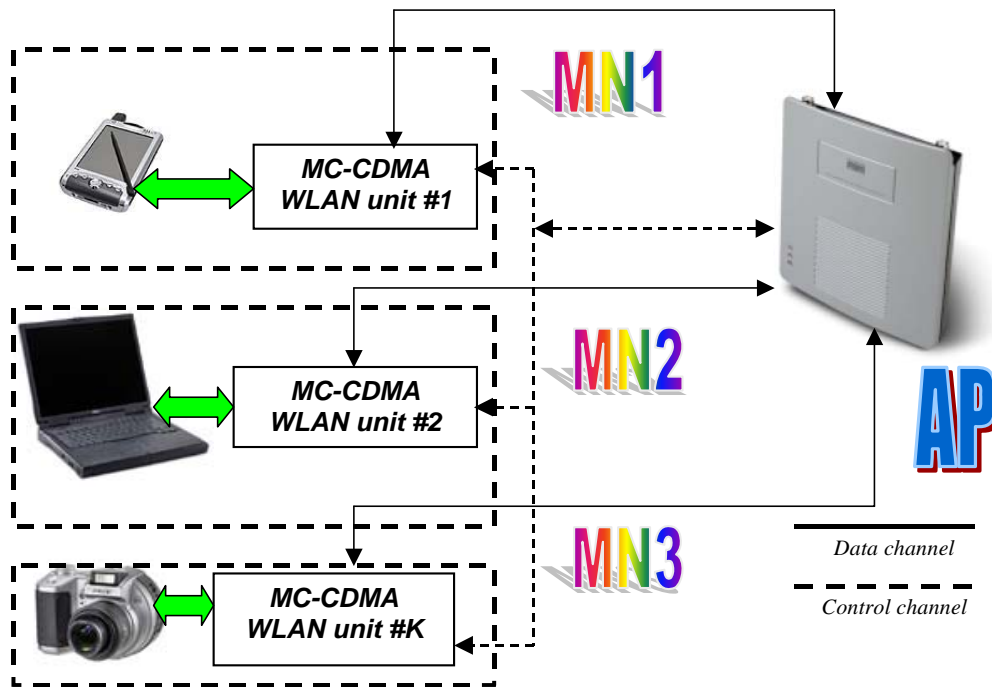 MN1
MC-CDMA
WLAN unit #1
MN2
MC-CDMA
WLAN unit #2
AP
MN3
Data channel
MC-CDMA
WLAN unit #K
Control channel